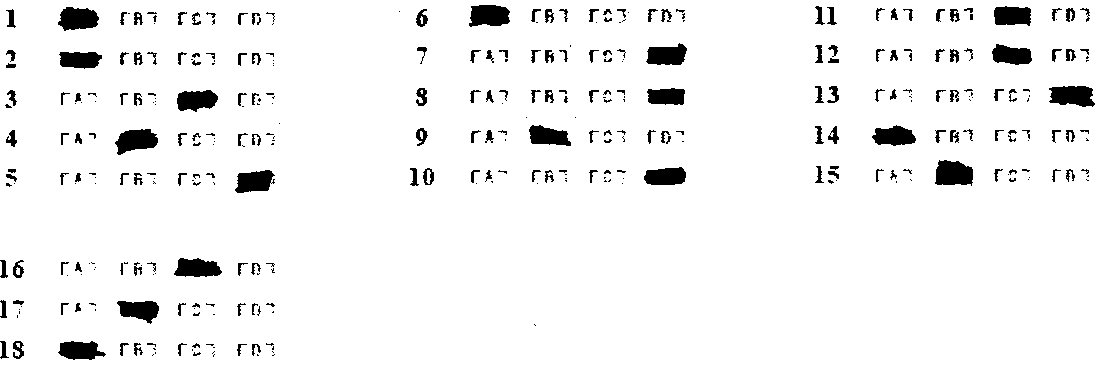 1 [B] [C] [D]
2 [B] [C] [D]
3 [A] [B] [D]
4 [A] [C] [D]
5 [A] [B] [C]
6 [B] [C] [D]
7 [A] [B] [C]
8 [A] [B] [C]
9 [A] [C] [D]
10 [A] [B] [C]
11 [A] [B] [D]
12 [A] [B] [D]
13 [A] [B] [C]
14 [B] [C] [D]
15 [A] [C] [D]
16 [A] [B] [D]
17 [A] [C] [D]
18 [B] [C] [D]